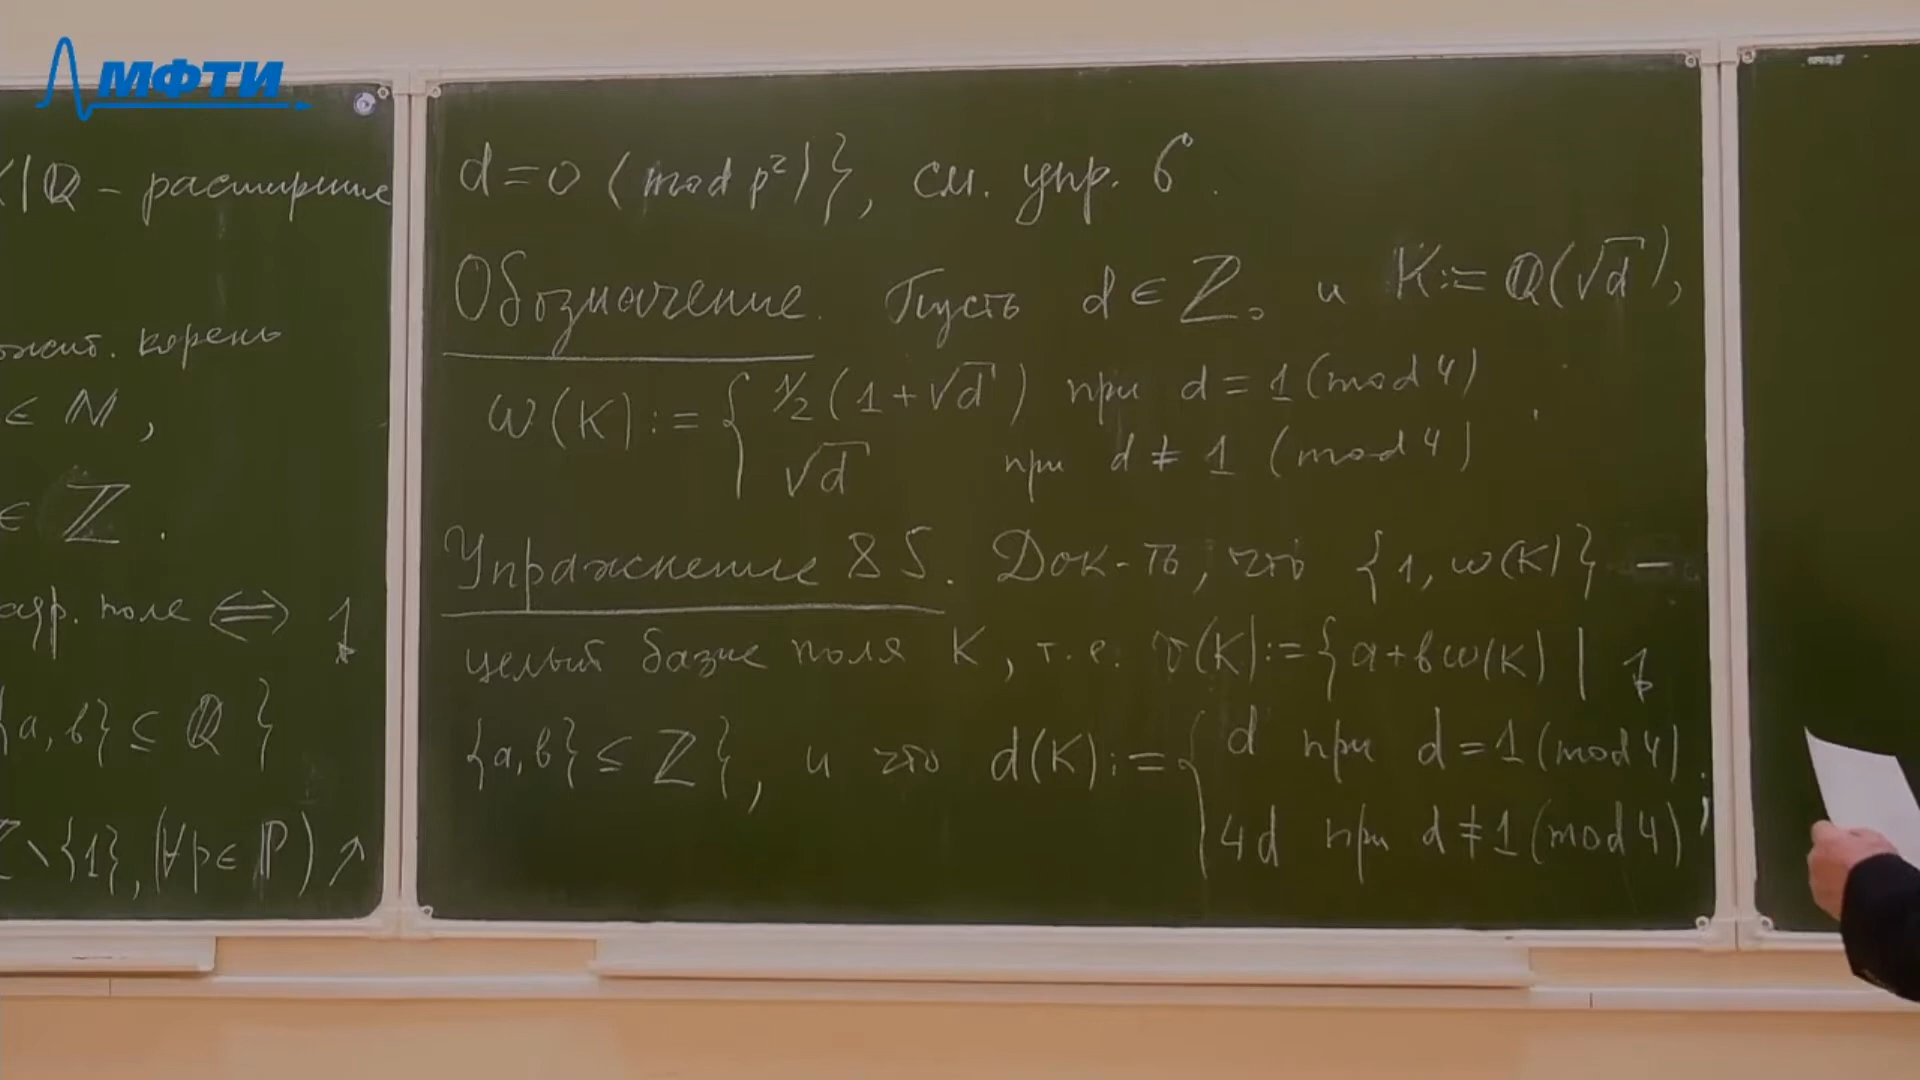 МФТИ
K|Q – расширение
ожит. корень
∈ N,
∈ Z.
адр. поле ⟺
{a, b} ⊆ Q }
Z \ {1}, (∀p ∈ P) ↗
d = 0 (mod p²)}, см. упр. 6.
Обозначение. Пусть d ∈ Z₀ и K := Q(√d),
ω(K) := { 1/2 (1 + √d) при d = 1 (mod 4)
√d при d ≠ 1 (mod 4)
Упражнение 85. Док-ть, что {1, ω(K)} –
целый базис поля K, т.е. σ(K) := {a + bω(K) |
{a, b} ⊆ Z}, и что d(K) := { d при d = 1 (mod 4).
4d при d ≠ 1 (mod 4)